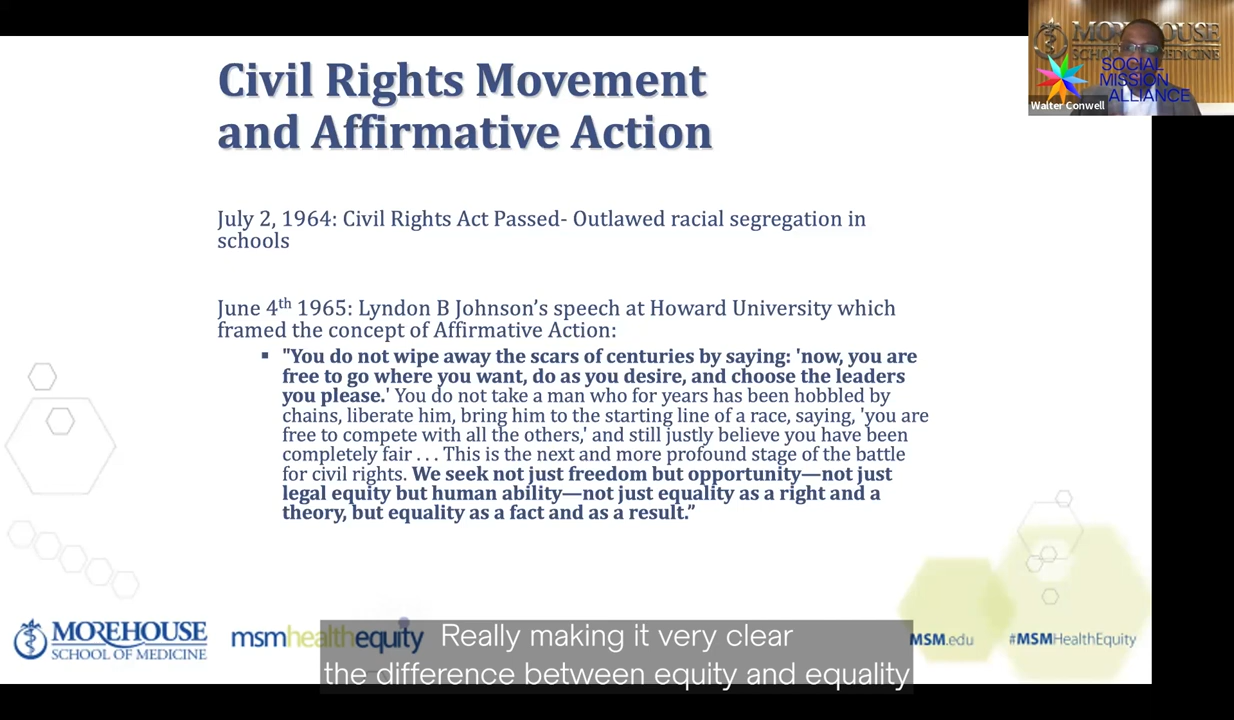 Civil Rights Movement
and Affirmative Action
July 2, 1964: Civil Rights Act Passed- Outlawed racial segregation in
schools
June 4th 1965: Lyndon B Johnson's speech at Howard University which
framed the concept of Affirmative Action:
▪ "You do not wipe away the scars of centuries by saying: 'now, you are
free to go where you want, do as you desire, and choose the leaders
you please.' You do not take a man who for years has been hobbled by
chains, liberate him, bring him to the starting line of a race, saying, 'you are
free to compete with all the others,' and still justly believe you have been
completely fair . . . This is the next and more profound stage of the battle
for civil rights. We seek not just freedom but opportunity—not just
legal equity but human ability—not just equality as a right and a
theory, but equality as a fact and as a result.”
MOREHOUSE
SCHOOL OF MEDICINE
SOCIAL
MISSION
ALLIANCE
Walter Conwell
MOREHOUSE
SCHOOL OF MEDICINE
msmhealthequity
MSM.edu
#MSMHealthEquity
Really making it very clear
the difference between equity and equality